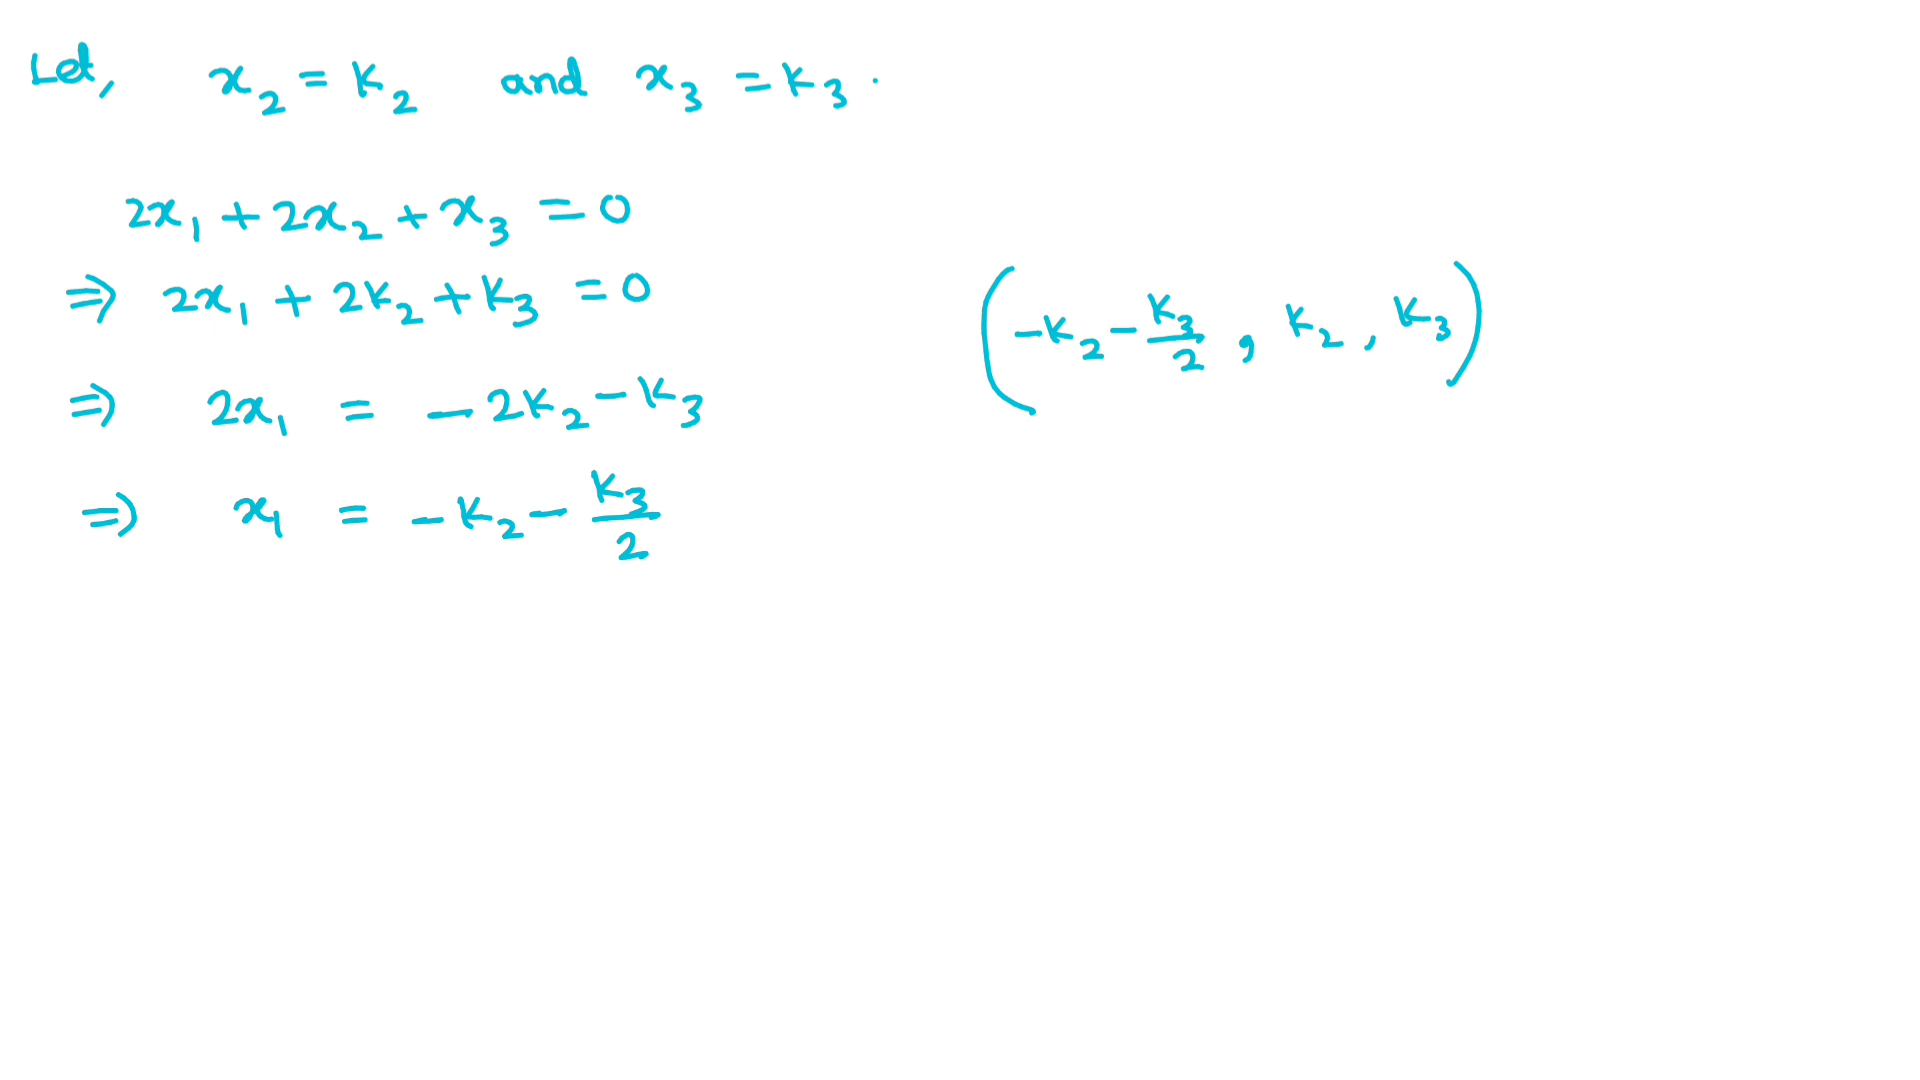 Let, x₂ = k₂ and x₃ = k₃ .
2x₁ + 2x₂ + x₃ = 0
⇒ 2x₁ + 2k₂ + k₃ = 0
⇒ 2x₁ = - 2k₂ - k₃
⇒ x₁ = - k₂ - k₃/2
(- k₂ - k₃/2 , k₂ , k₃)